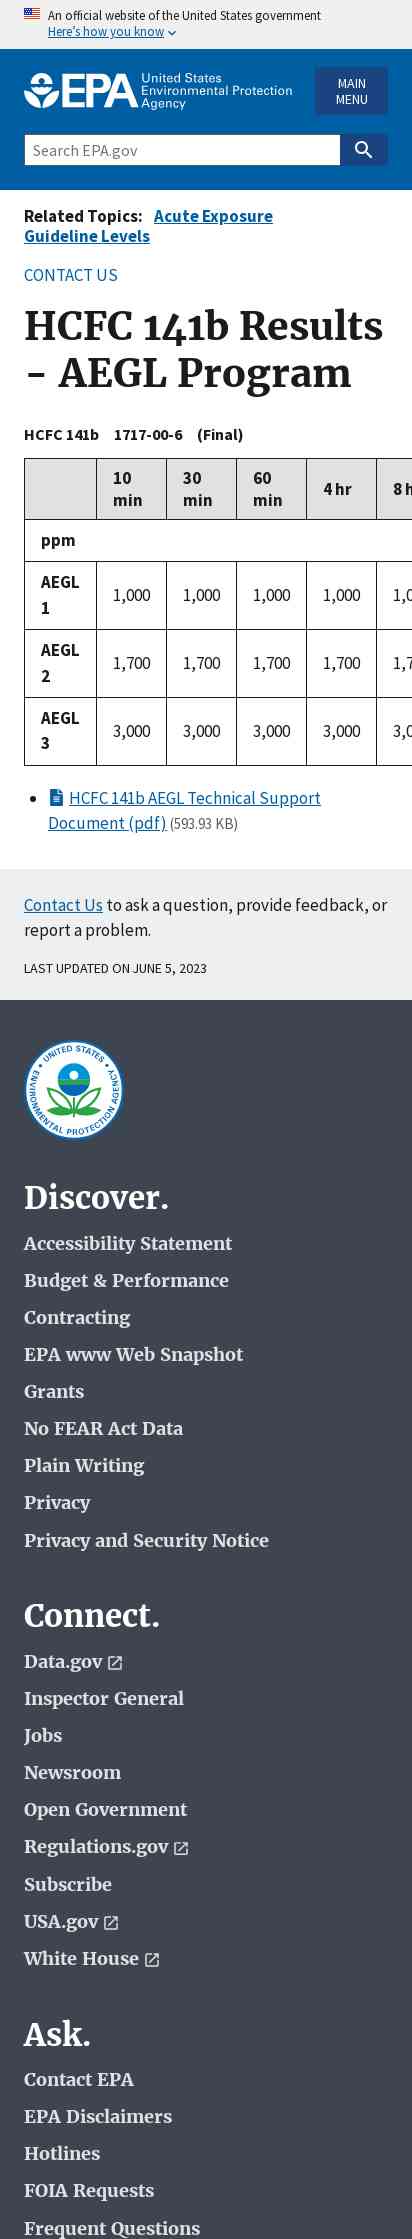 An official website of the United States government
Here's how you know
EPA United States
Environmental Protection
Agency
MAIN
MENU
Search EPA.gov
Related Topics: Acute Exposure
Guideline Levels
CONTACT US
HCFC 141b Results
- AEGL Program
HCFC 141b 1717-00-6 (Final)
10 min 30 min 60 min 4 hr 8 h
ppm
AEGL 1 1,000 1,000 1,000 1,000 1,0
AEGL 2 1,700 1,700 1,700 1,700 1,7
AEGL 3 3,000 3,000 3,000 3,000 3,0
HCFC 141b AEGL Technical Support
Document (pdf) (593.93 KB)
Contact Us to ask a question, provide feedback, or
report a problem.
LAST UPDATED ON JUNE 5, 2023
UNITED STATES
ENVIRONMENTAL PROTECTION AGENCY
Discover.
Accessibility Statement
Budget & Performance
Contracting
EPA www Web Snapshot
Grants
No FEAR Act Data
Plain Writing
Privacy
Privacy and Security Notice
Connect.
Data.gov
Inspector General
Jobs
Newsroom
Open Government
Regulations.gov
Subscribe
USA.gov
White House
Ask.
Contact EPA
EPA Disclaimers
Hotlines
FOIA Requests
Frequent Questions